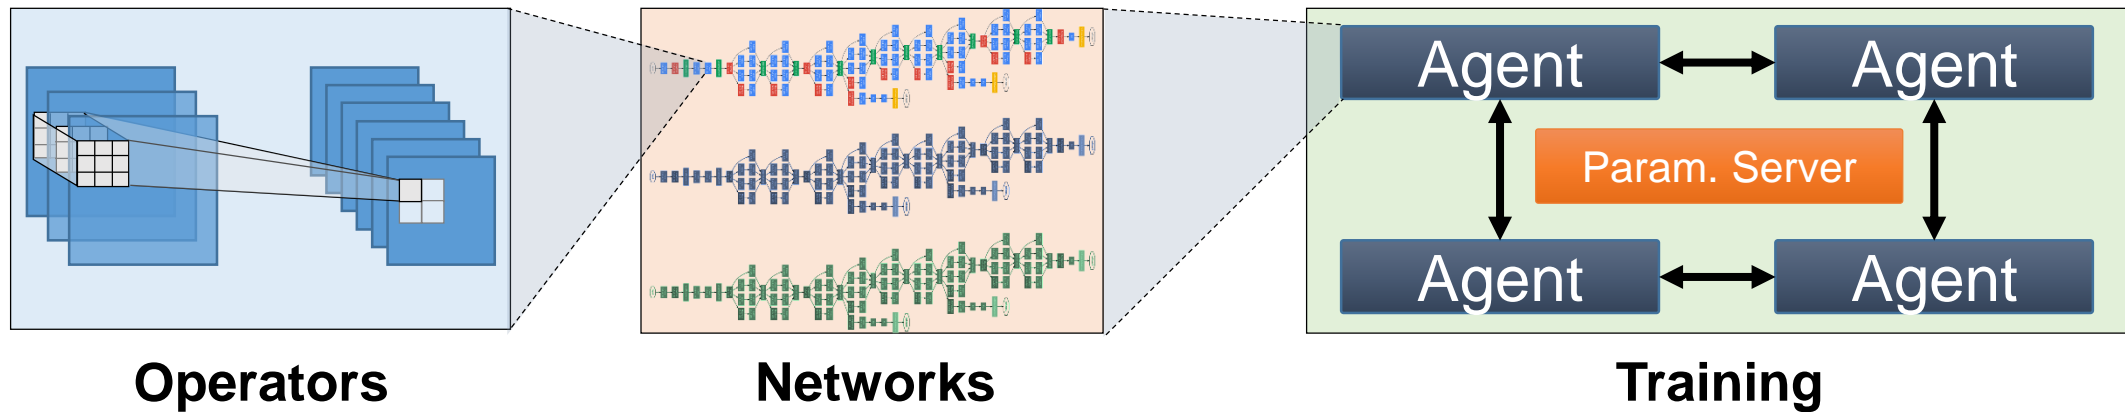 Agent
Agent
Param. Server
Agent
Agent
Operators
Networks
Training